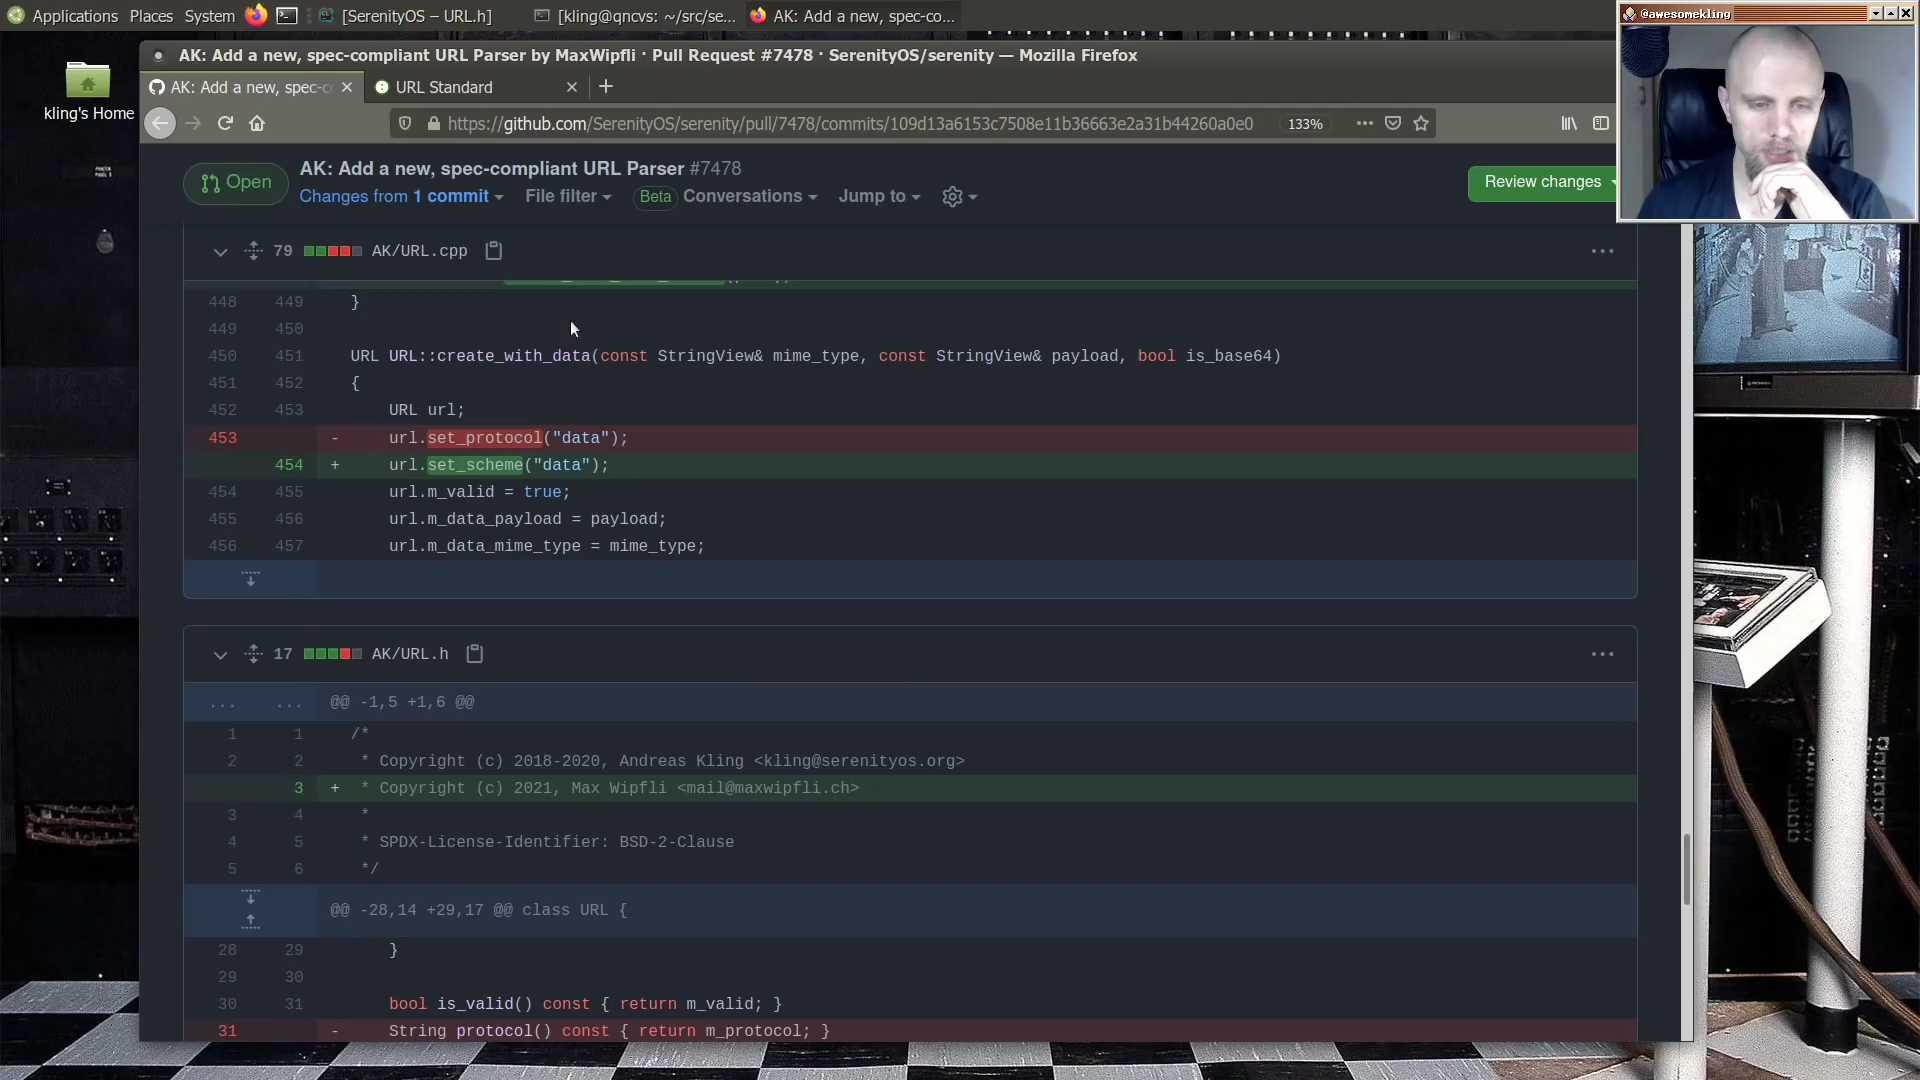 Applications Places System [SerenityOS – URL.h] [kling@qncvs: ~/src/se... AK: Add a new, spec-co...
@awesomekling
kling's Home
AK: Add a new, spec-compliant URL Parser by MaxWipfli · Pull Request #7478 · SerenityOS/serenity — Mozilla Firefox
AK: Add a new, spec-c
URL Standard
https://github.com/SerenityOS/serenity/pull/7478/commits/109d13a6153c7508e11b36663e2a31b44260a0e0 133%
Open
AK: Add a new, spec-compliant URL Parser #7478
Changes from 1 commit File filter Beta Conversations Jump to
Review changes
79 AK/URL.cpp
448 449 }
449 450
450 451 URL URL::create_with_data(const StringView& mime_type, const StringView& payload, bool is_base64)
451 452 {
452 453 URL url;
453 - url.set_protocol("data");
454 + url.set_scheme("data");
454 455 url.m_valid = true;
455 456 url.m_data_payload = payload;
456 457 url.m_data_mime_type = mime_type;
17 AK/URL.h
... ... @@ -1,5 +1,6 @@
1 1 /*
2 2 * Copyright (c) 2018-2020, Andreas Kling <kling@serenityos.org>
3 + * Copyright (c) 2021, Max Wipfli <mail@maxwipfli.ch>
3 4 *
4 5 * SPDX-License-Identifier: BSD-2-Clause
5 6 */
@@ -28,14 +29,17 @@ class URL {
28 29 }
29 30
30 31 bool is_valid() const { return m_valid; }
31 - String protocol() const { return m_protocol; }